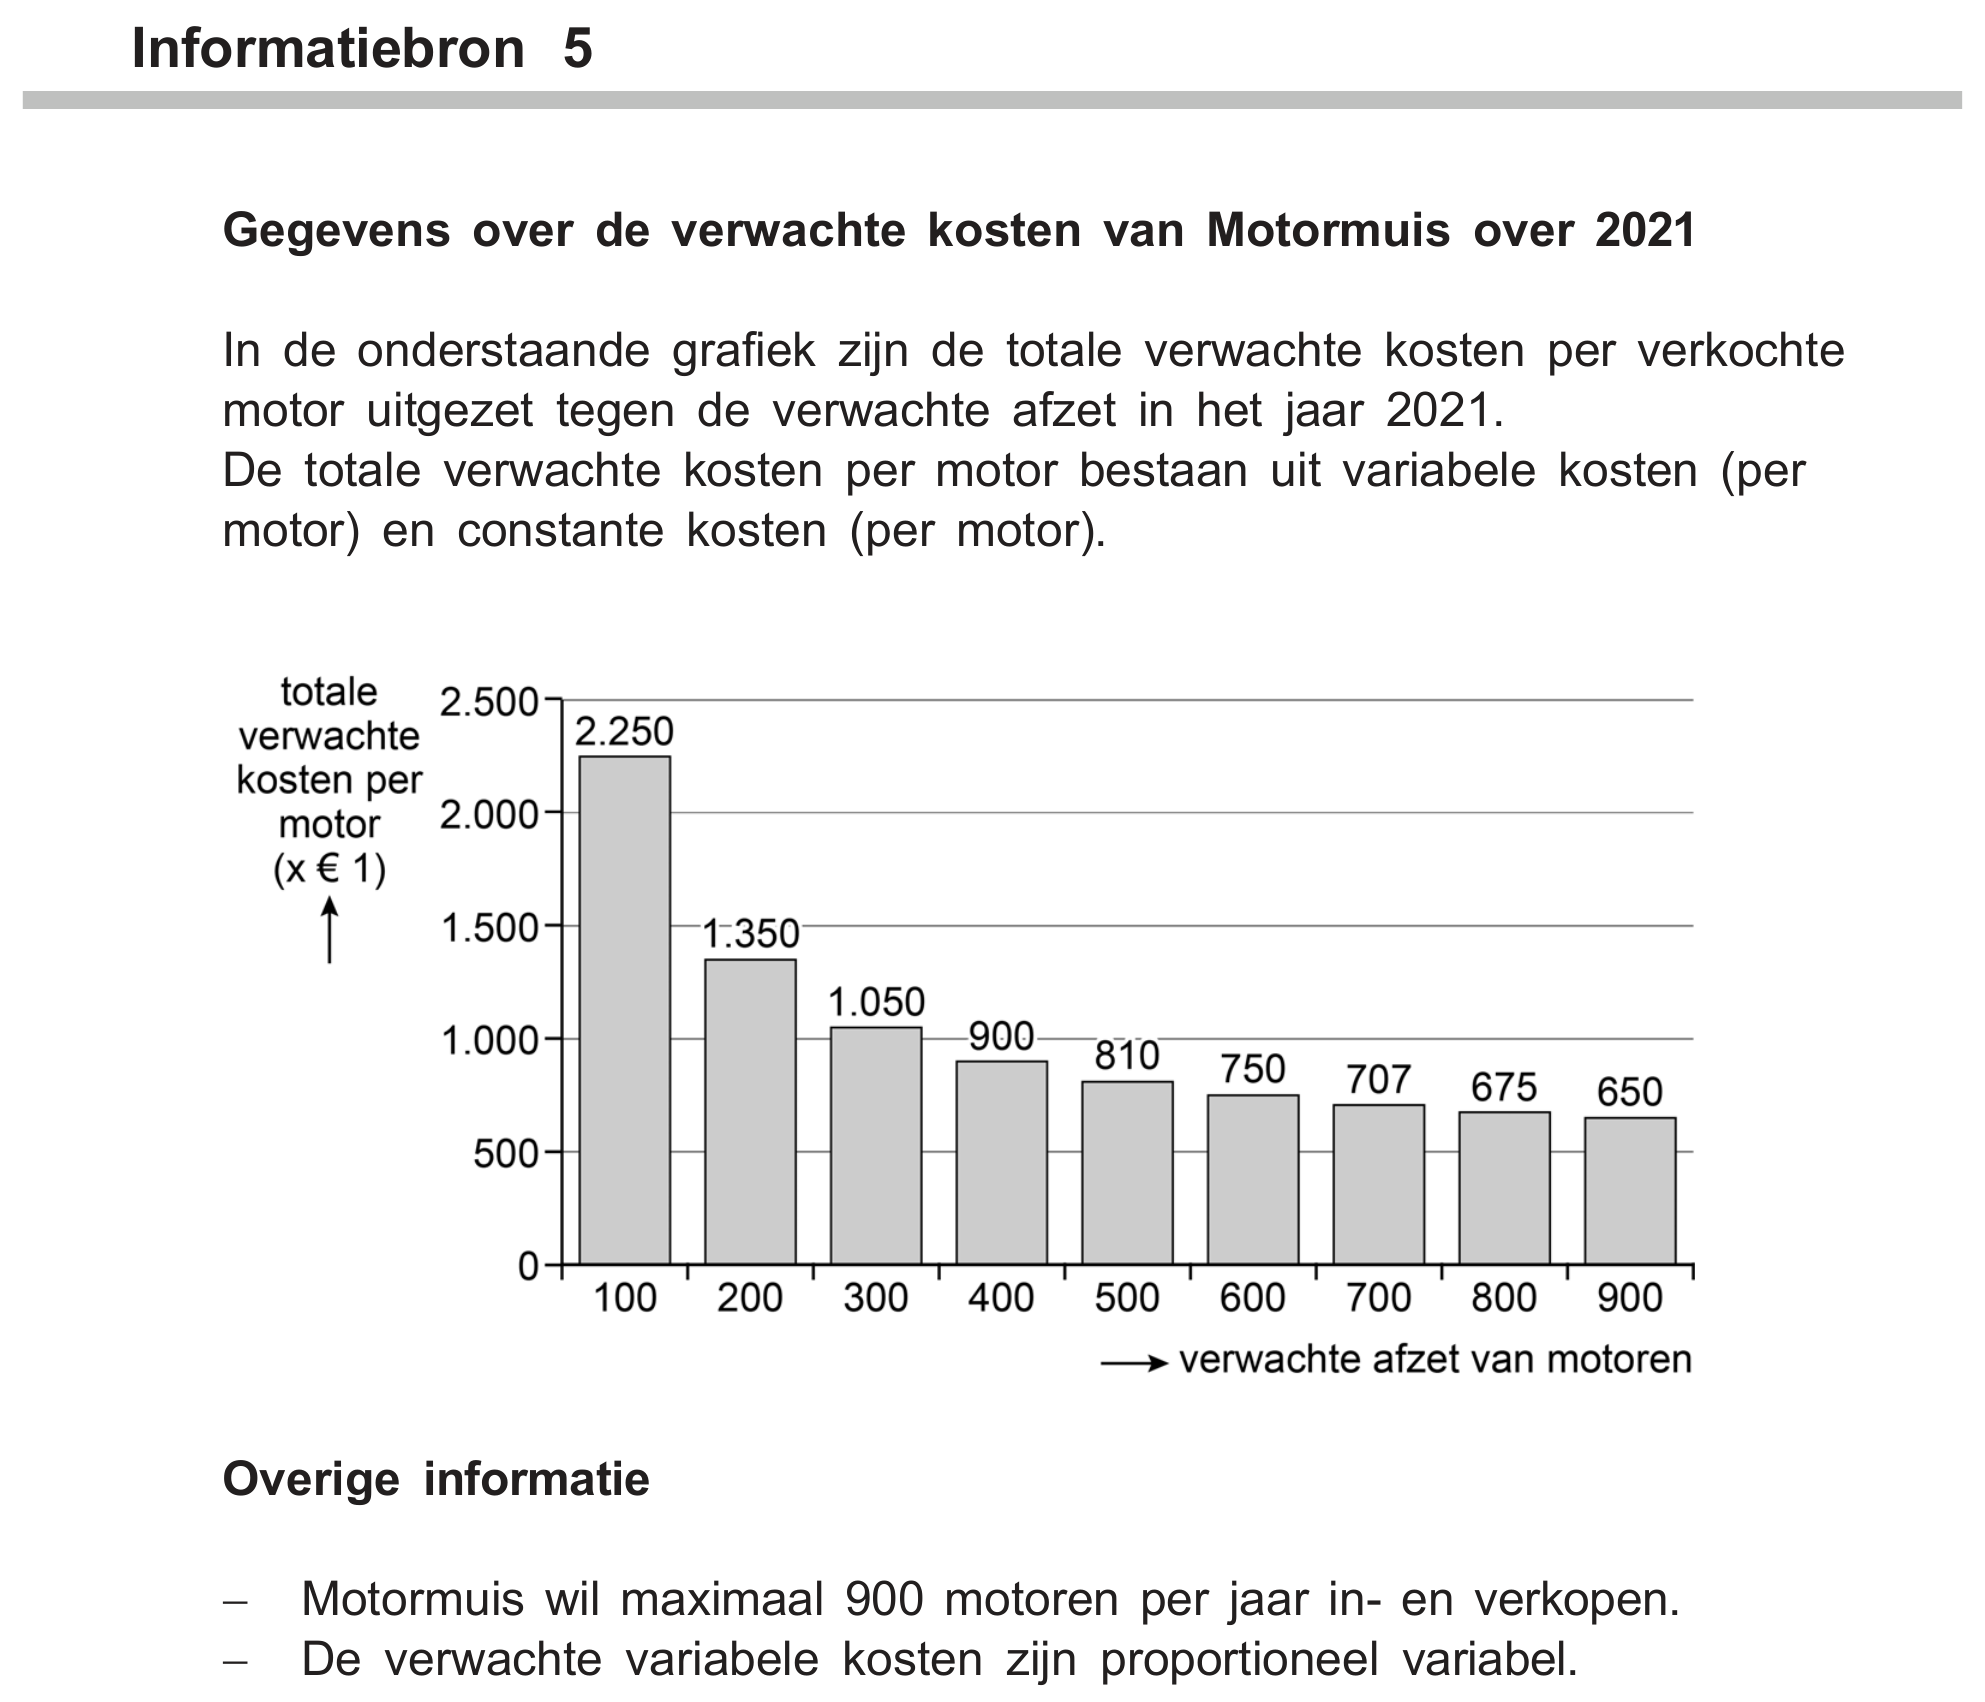 Informatiebron 5
Gegevens over de verwachte kosten van Motormuis over 2021
In de onderstaande grafiek zijn de totale verwachte kosten per verkochte
motor uitgezet tegen de verwachte afzet in het jaar 2021.
De totale verwachte kosten per motor bestaan uit variabele kosten (per
motor) en constante kosten (per motor).
totale
verwachte
kosten per
motor
(x € 1)
2.500
2.000
1.500
1.000
500
0
2.250
1.350
1.050
900
810
750
707
675
650
100 200 300 400 500 600 700 800 900
verwachte afzet van motoren
Overige informatie
– Motormuis wil maximaal 900 motoren per jaar in- en verkopen.
– De verwachte variabele kosten zijn proportioneel variabel.